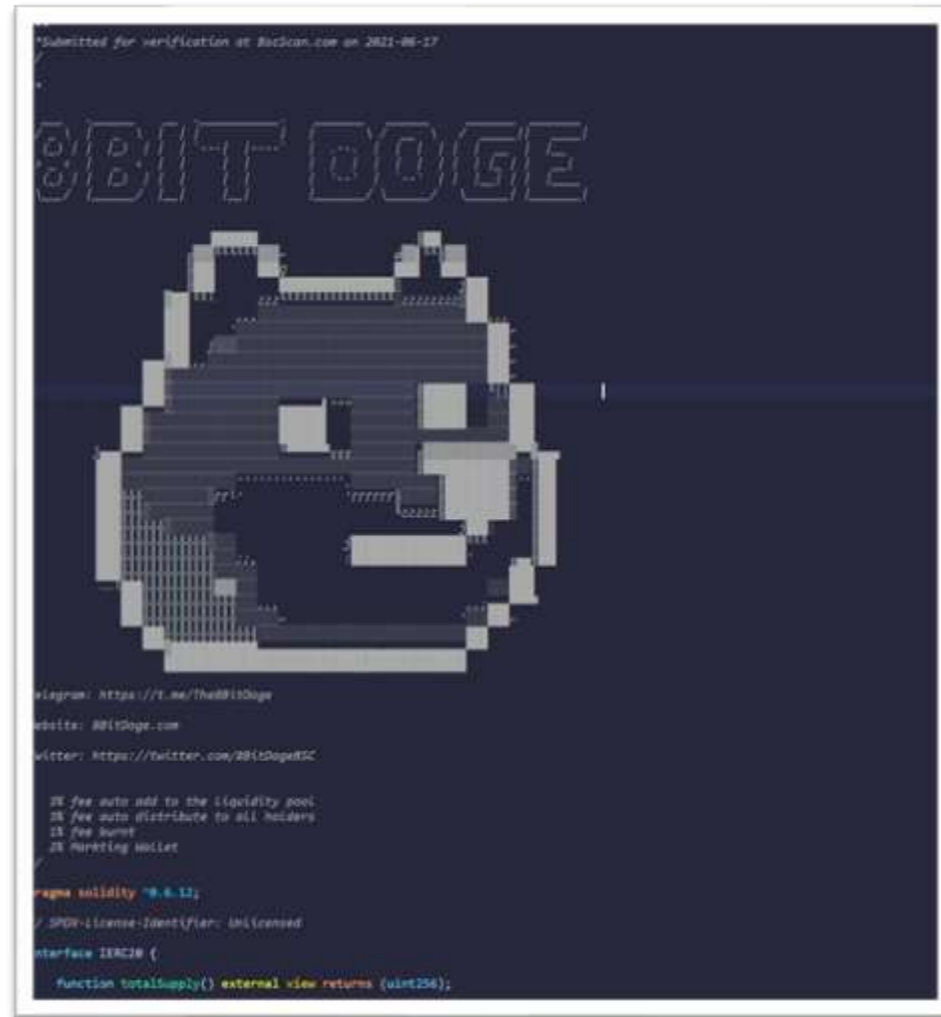 *Submitted for verification at BscScan.com on 2021-06-17
/
*
8BIT DOGE
elegram: https://t.me/The8BitDoge
ebsite: 8BitDoge.com
witter: https://twitter.com/8BitDogeBSC
3% fee auto add to the liquidity pool
3% fee auto distribute to all holders
1% fee burnt
2% Markting Wallet
/
ragma solidity ^0.6.12;
/ SPDX-License-Identifier: Unlicensed
nterface IERC20 {
function totalSupply() external view returns (uint256);